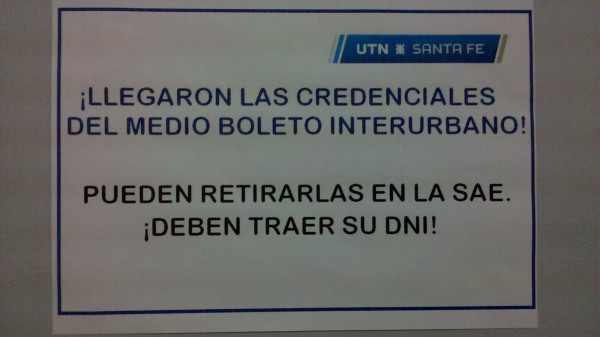 UTN SANTA FE
¡LLEGARON LAS CREDENCIALES
DEL MEDIO BOLETO INTERURBANO!
PUEDEN RETIRARLAS EN LA SAE.
¡DEBEN TRAER SU DNI!